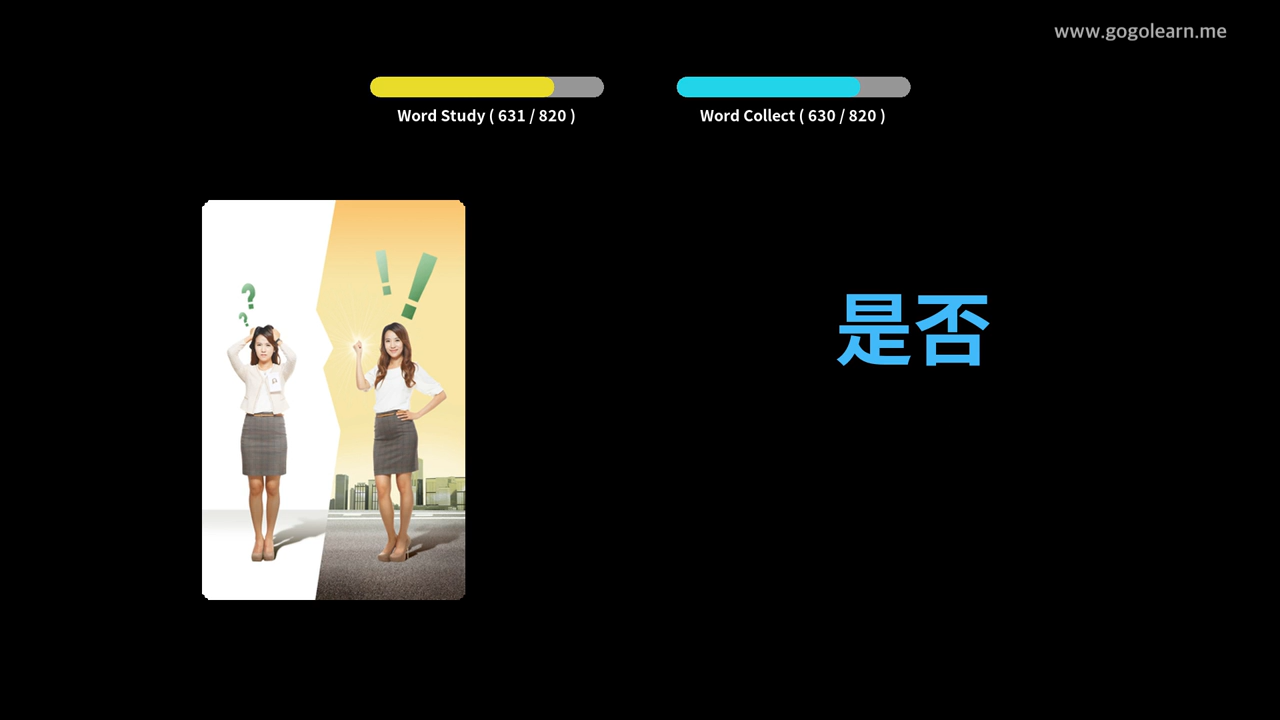 www.gogolearn.me
Word Study ( 631 / 820 )
Word Collect ( 630 / 820 )
? ?
! !
是否